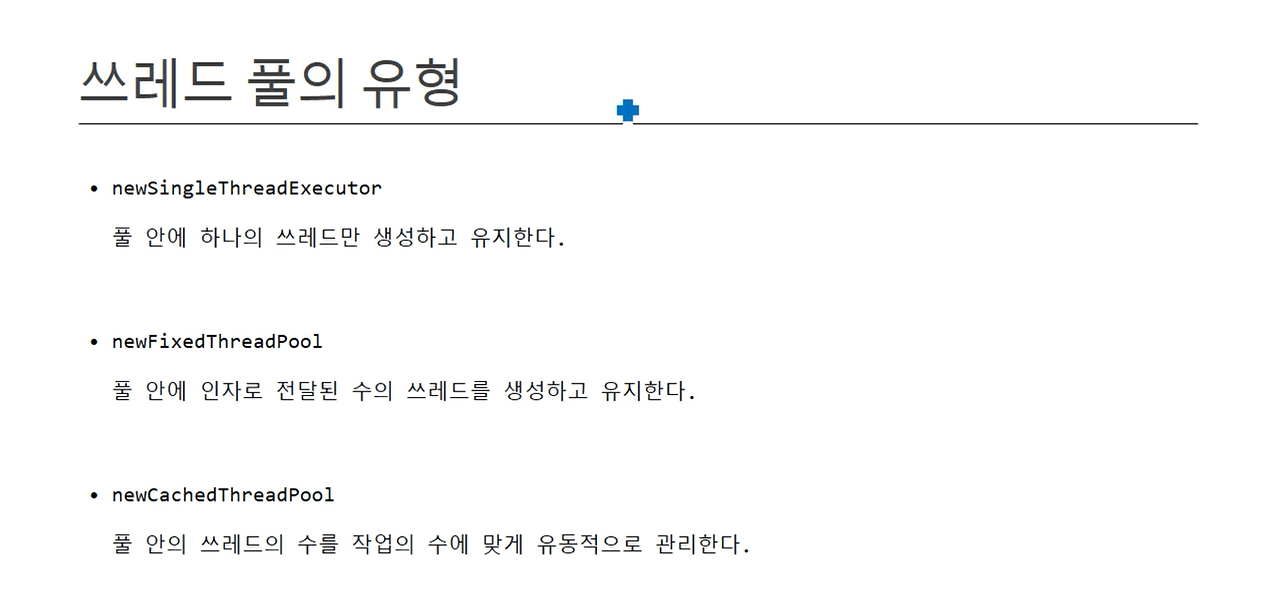 쓰레드 풀의 유형
• newSingleThreadExecutor
풀 안에 하나의 쓰레드만 생성하고 유지한다.
• newFixedThreadPool
풀 안에 인자로 전달된 수의 쓰레드를 생성하고 유지한다.
• newCachedThreadPool
풀 안의 쓰레드의 수를 작업의 수에 맞게 유동적으로 관리한다.